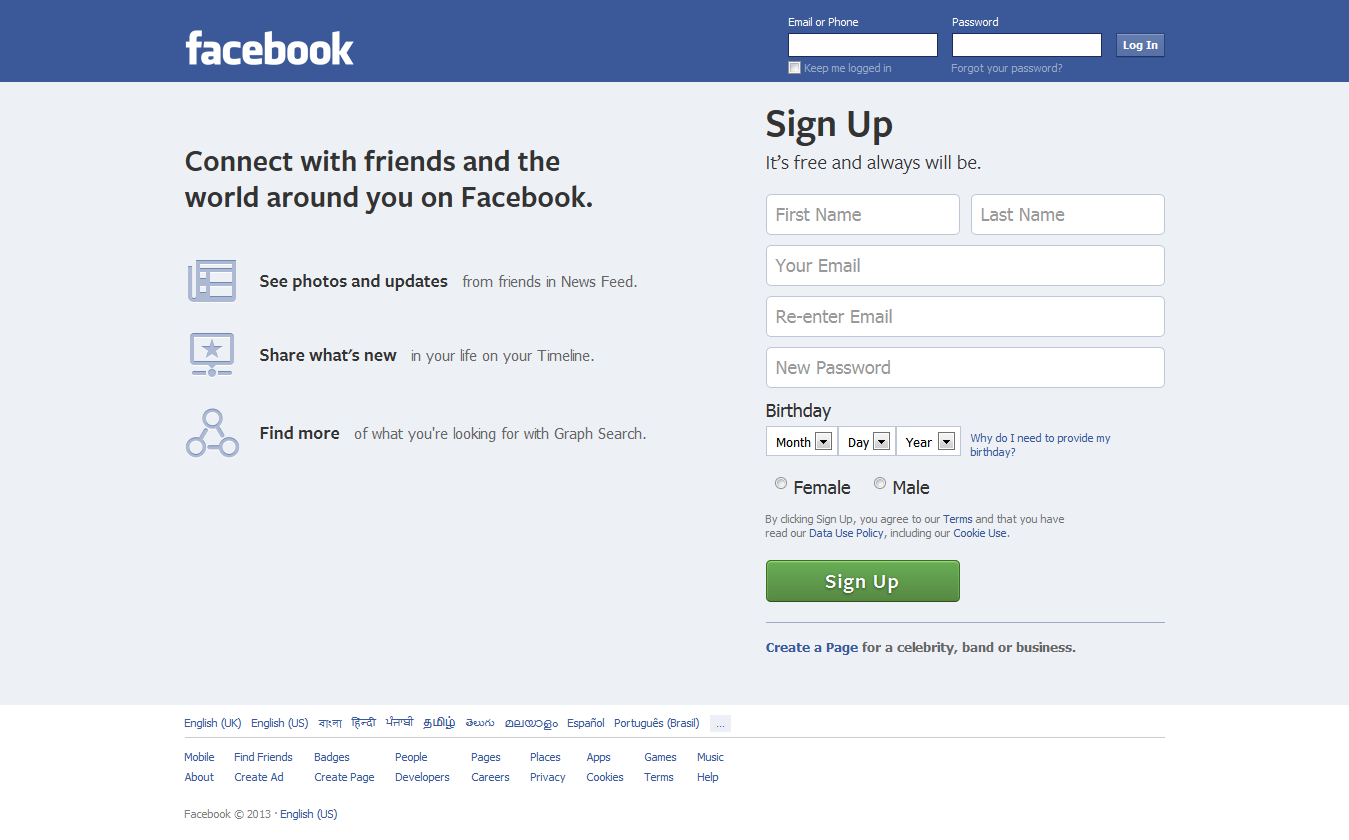 facebook
Email or Phone
Password
Log In
Keep me logged in
Forgot your password?
Connect with friends and the
world around you on Facebook.
See photos and updates from friends in News Feed.
Share what's new in your life on your Timeline.
Find more of what you're looking for with Graph Search.
Sign Up
It's free and always will be.
First Name
Last Name
Your Email
Re-enter Email
New Password
Birthday
Month Day Year
Why do I need to provide my
birthday?
Female Male
By clicking Sign Up, you agree to our Terms and that you have
read our Data Use Policy, including our Cookie Use.
Sign Up
Create a Page for a celebrity, band or business.
English (UK) English (US) বাংলা हिन्दी ਪੰਜਾਬੀ தமிழ் తెలుగు മലയാളം Español Português (Brasil) ...
Mobile Find Friends Badges People Pages Places Apps Games Music
About Create Ad Create Page Developers Careers Privacy Cookies Terms Help
Facebook © 2013 · English (US)